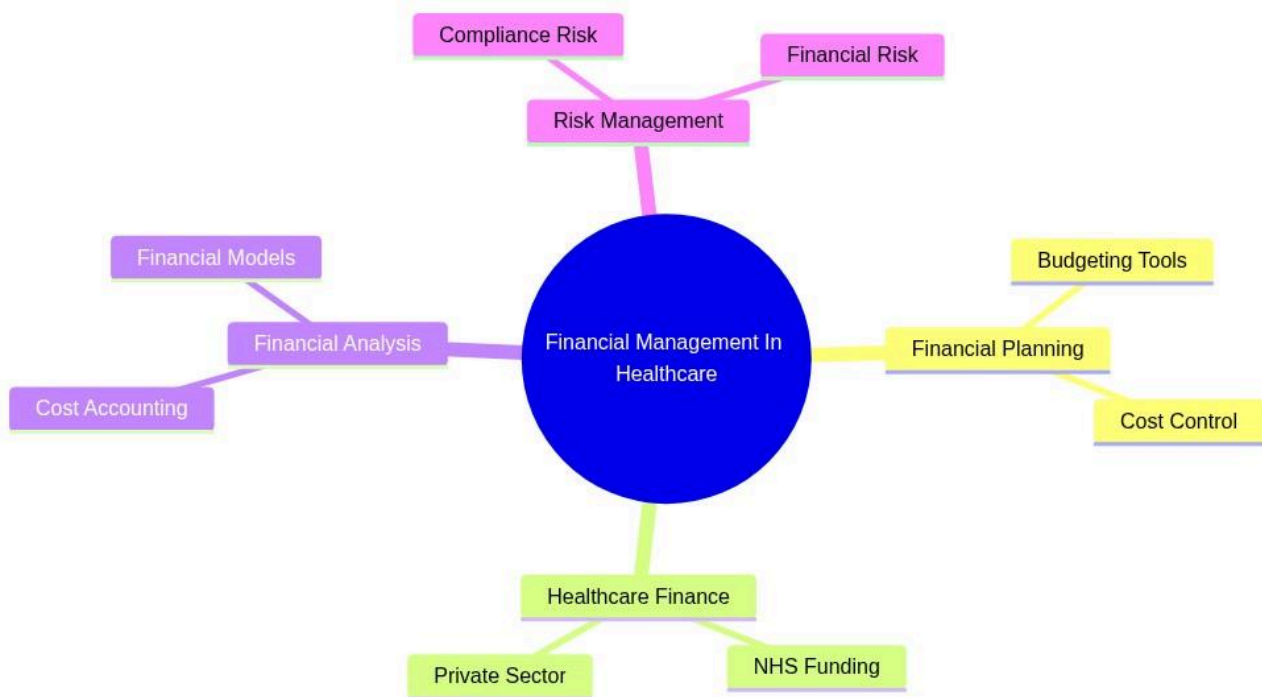 Compliance Risk
Financial Risk
Risk Management
Financial Models
Budgeting Tools
Financial Analysis
Financial Management In
Healthcare
Financial Planning
Cost Accounting
Cost Control
Healthcare Finance
Private Sector
NHS Funding